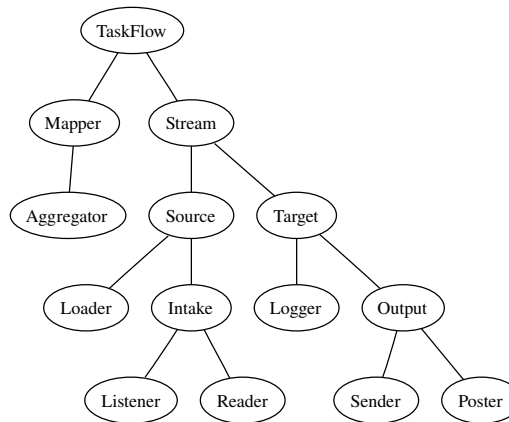 TaskFlow
Mapper
Stream
Aggregator
Source
Target
Loader
Intake
Logger
Output
Listener
Reader
Sender
Poster